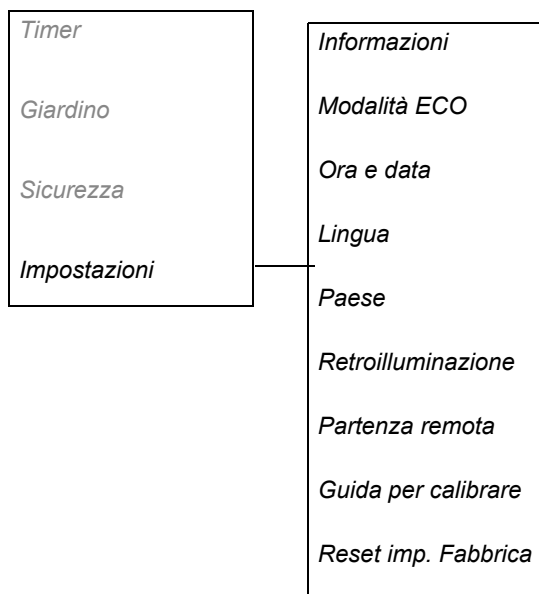 Timer
Giardino
Sicurezza
Impostazioni
Informazioni
Modalità ECO
Ora e data
Lingua
Paese
Retroilluminazione
Partenza remota
Guida per calibrare
Reset imp. Fabbrica